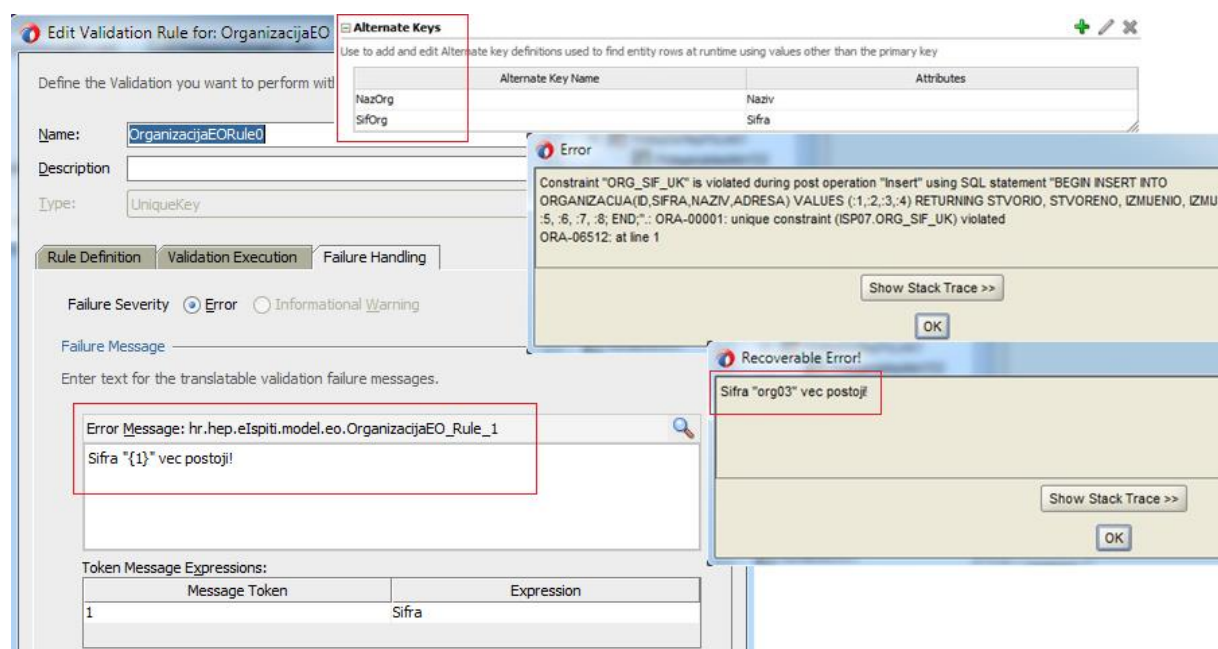 Edit Validation Rule for: OrganizacijaEO
Define the Validation you want to perform with
Name: OrganizacijaEORule0
Description
Type: UniqueKey
Rule Definition Validation Execution Failure Handling
Failure Severity Error Informational Warning
Failure Message
Enter text for the translatable validation failure messages.
Error Message: hr.hep.eIspiti.model.eo.OrganizacijaEO_Rule_1
Sifra "{1}" vec postoji!
Token Message Expressions:
Message Token Expression
1 Sifra
Alternate Keys
Use to add and edit Alternate key definitions used to find entity rows at runtime using values other than the primary key
Alternate Key Name Attributes
NazOrg Naziv
SifOrg Sifra
Error
Constraint "ORG_SIF_UK" is violated during post operation "Insert" using SQL statement "BEGIN INSERT INTO
ORGANIZACIJA(ID,SIFRA,NAZIV,ADRESA) VALUES (:1,:2,:3,:4) RETURNING STVORIO, STVORENO, IZMIJENIO, IZMIJ
:5, :6, :7, :8; END;".: ORA-00001: unique constraint (ISP07.ORG_SIF_UK) violated
ORA-06512: at line 1
Show Stack Trace >>
OK
Recoverable Error!
Sifra "org03" vec postoji!
Show Stack Trace >>
OK